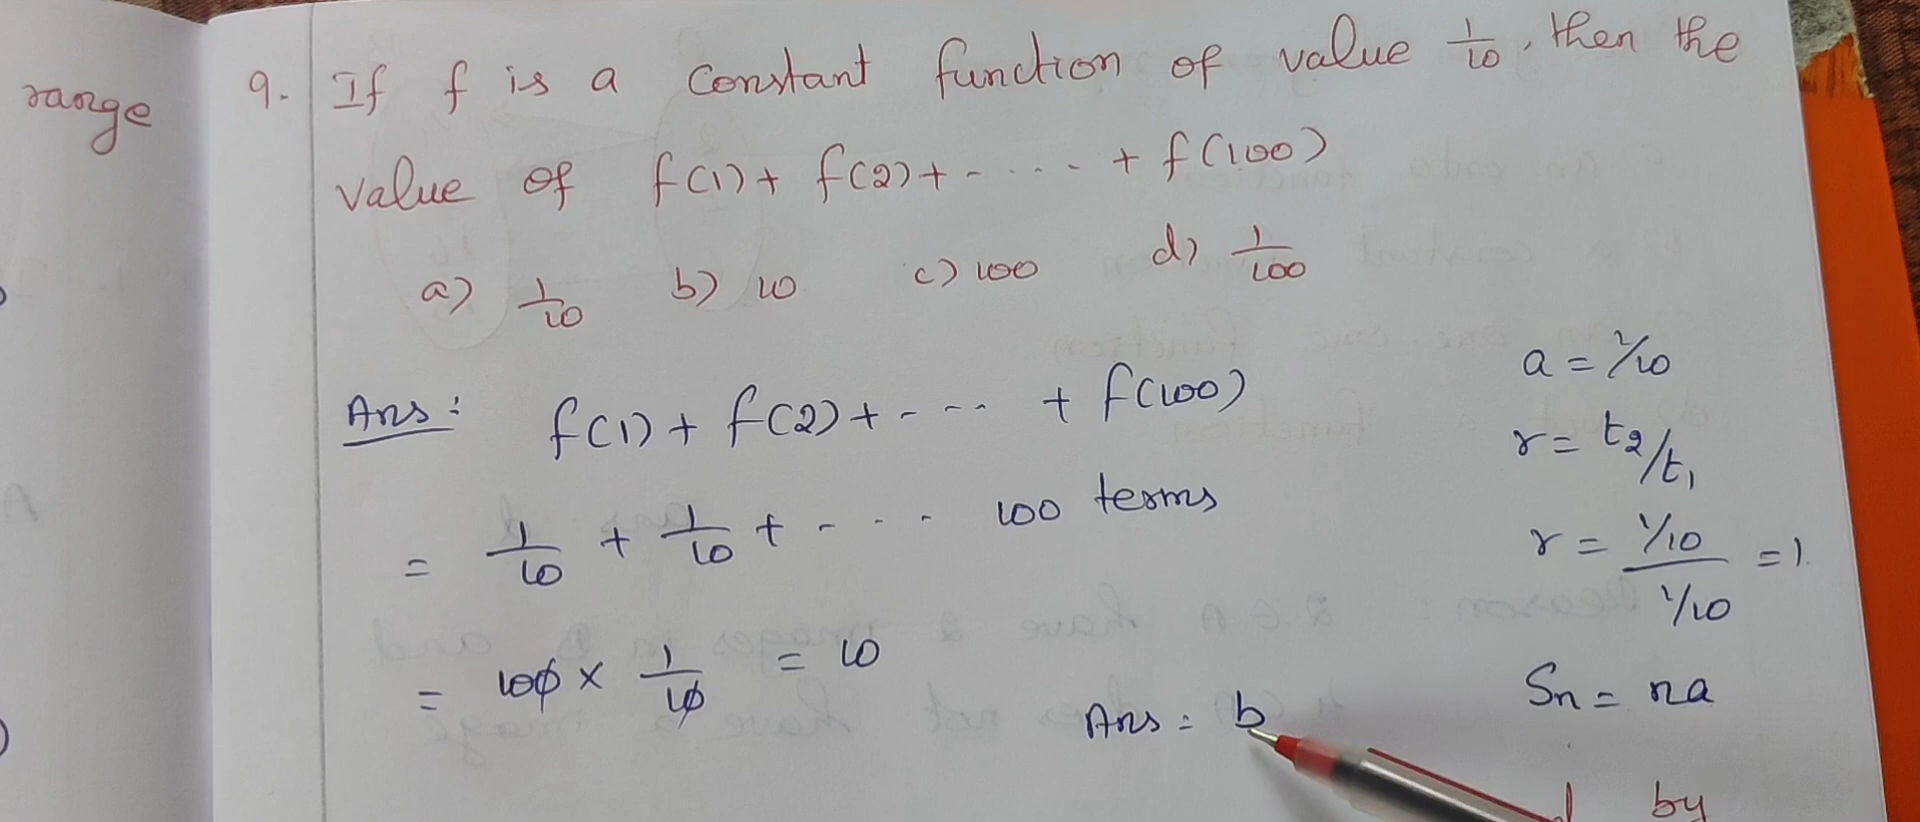 range
9. If f is a constant function of value 1/10, then the
value of f(1) + f(2) + - . . . - + f(100)
a) 1/10 b) 10 c) 100 d) 1/100
Ans: f(1) + f(2) + - - - .. + f(100)
= 1/10 + 1/10 + - - - - 100 terms
= 100 × 1/10 = 10
Ans = b
a = 1/10
r = t2/t1
r = 1/10 / 1/10 = 1.
Sn = na
by